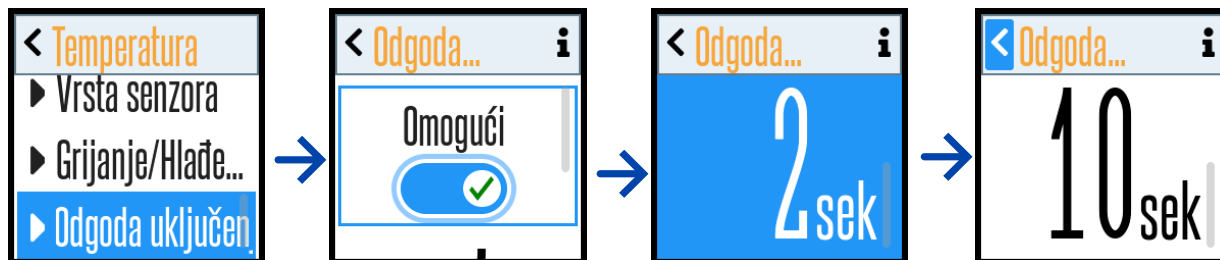 Temperatura
Vrsta senzora
Grijanje/Hlađe...
Odgoda uključen
Odgoda...
Omogući
Odgoda...
2 sek
Odgoda...
10 sek